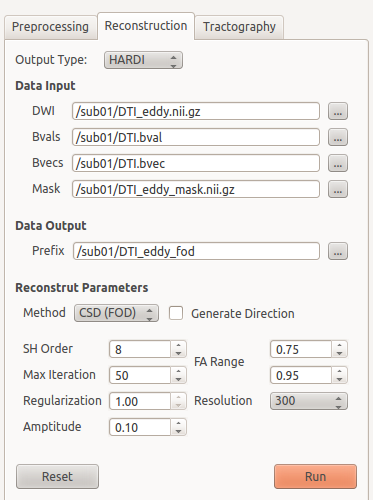 Preprocessing Reconstruction Tractography
Output Type: HARDI
Data Input
DWI /sub01/DTI_eddy.nii.gz ...
Bvals /sub01/DTI.bval ...
Bvecs /sub01/DTI.bvec ...
Mask /sub01/DTI_eddy_mask.nii.gz ...
Data Output
Prefix /sub01/DTI_eddy_fod ...
Reconstrut Parameters
Method CSD (FOD) Generate Direction
SH Order 8 FA Range 0.75
Max Iteration 50 0.95
Regularization 1.00 Resolution 300
Amptitude 0.10
Reset Run